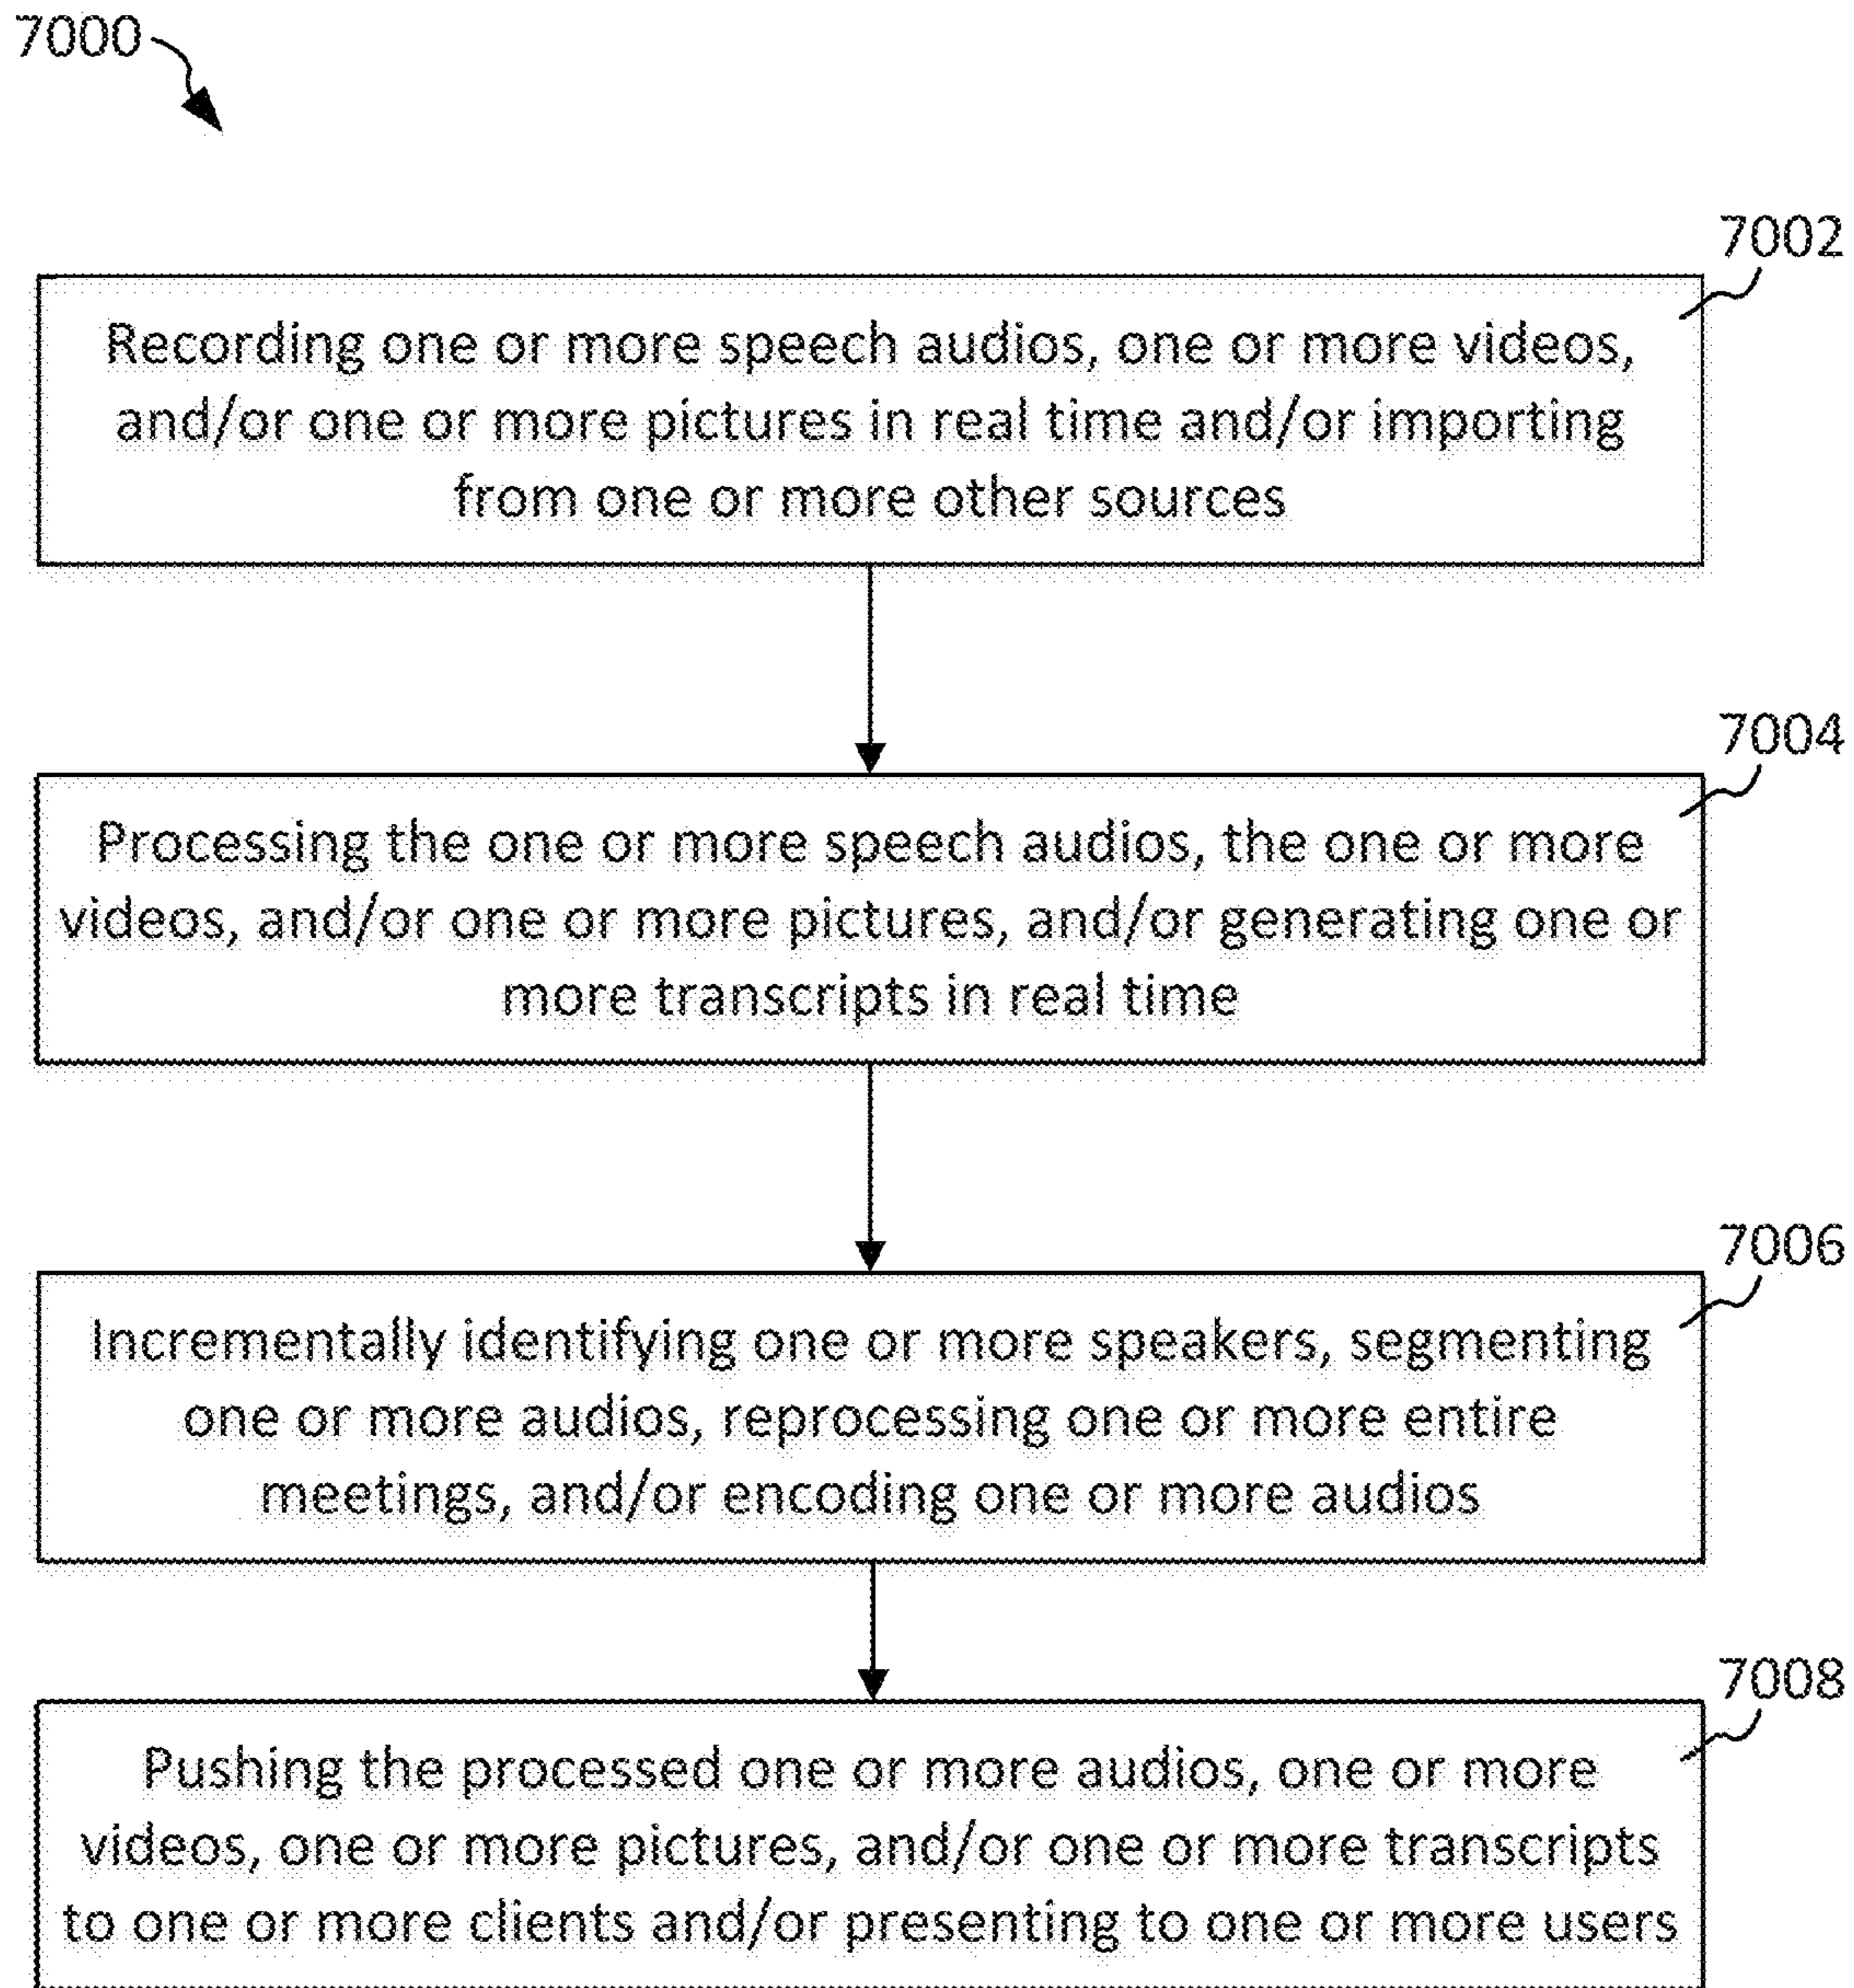 7000
7002
Recording one or more speech audios, one or more videos,
and/or one or more pictures in real time and/or importing
from one or more other sources
7004
Processing the one or more speech audios, the one or more
videos, and/or one or more pictures, and/or generating one or
more transcripts in real time
7006
Incrementally identifying one or more speakers, segmenting
one or more audios, reprocessing one or more entire
meetings, and/or encoding one or more audios
7008
Pushing the processed one or more audios, one or more
videos, one or more pictures, and/or one or more transcripts
to one or more clients and/or presenting to one or more users